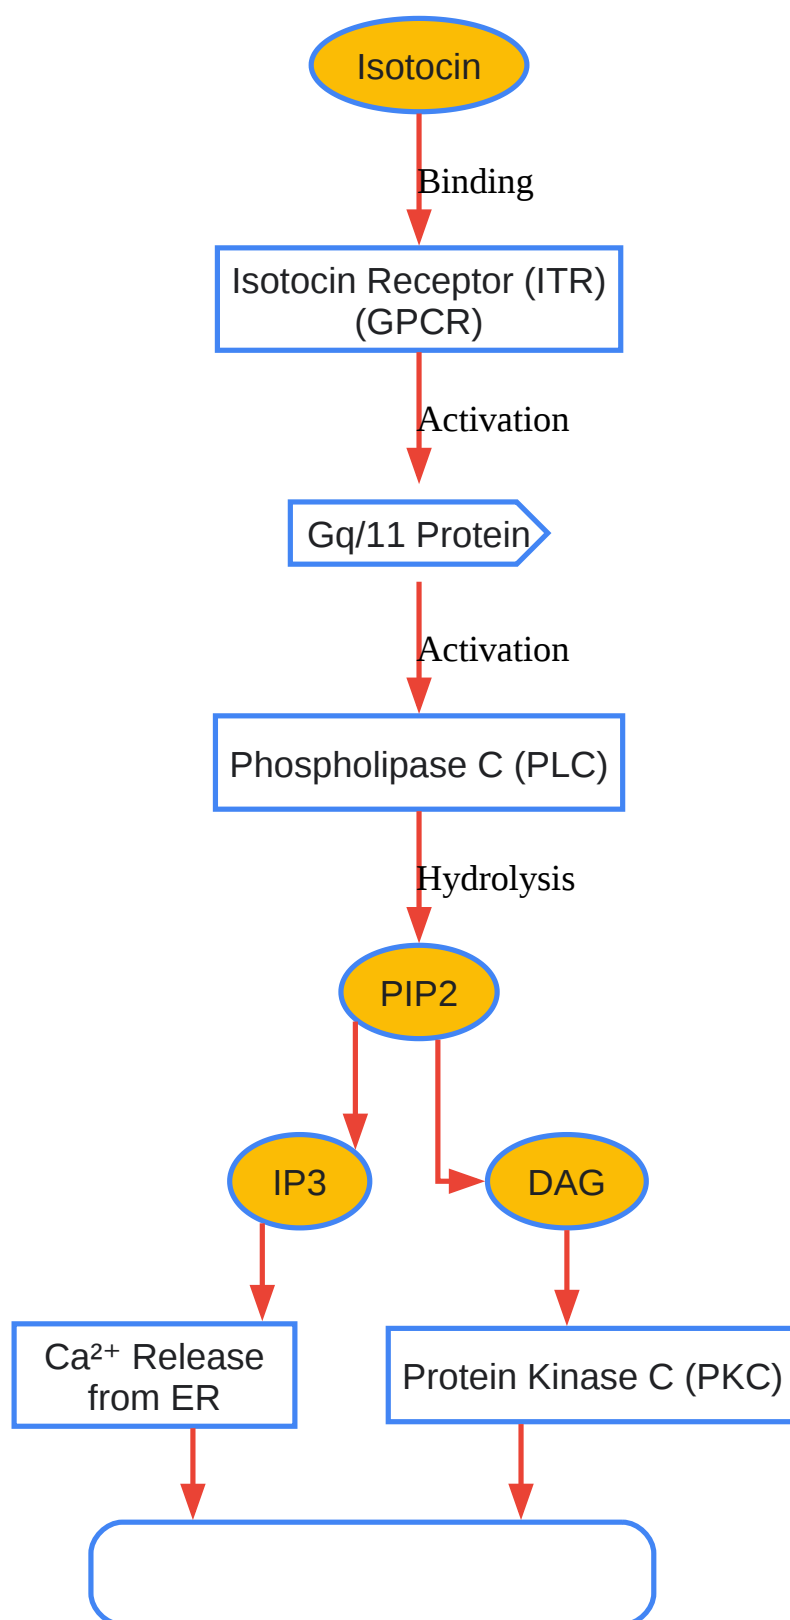 Isotocin
Binding
Isotocin Receptor (ITR)
(GPCR)
Activation
Gq/11 Protein
Activation
Phospholipase C (PLC)
Hydrolysis
PIP2
IP3
DAG
Ca²⁺ Release
from ER
Protein Kinase C (PKC)